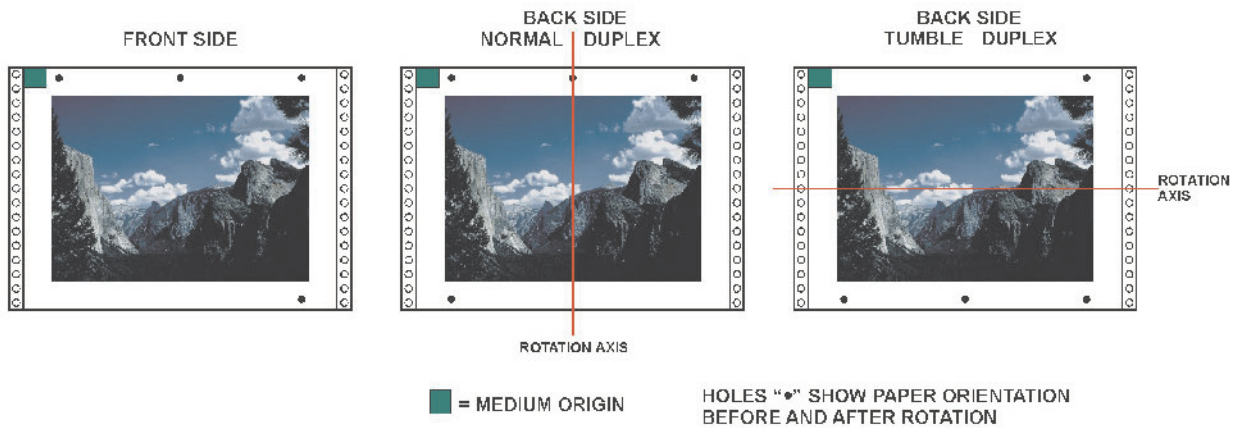 FRONT SIDE
BACK SIDE
NORMAL DUPLEX
BACK SIDE
TUMBLE DUPLEX
ROTATION
AXIS
ROTATION AXIS
= MEDIUM ORIGIN
HOLES “•” SHOW PAPER ORIENTATION
BEFORE AND AFTER ROTATION